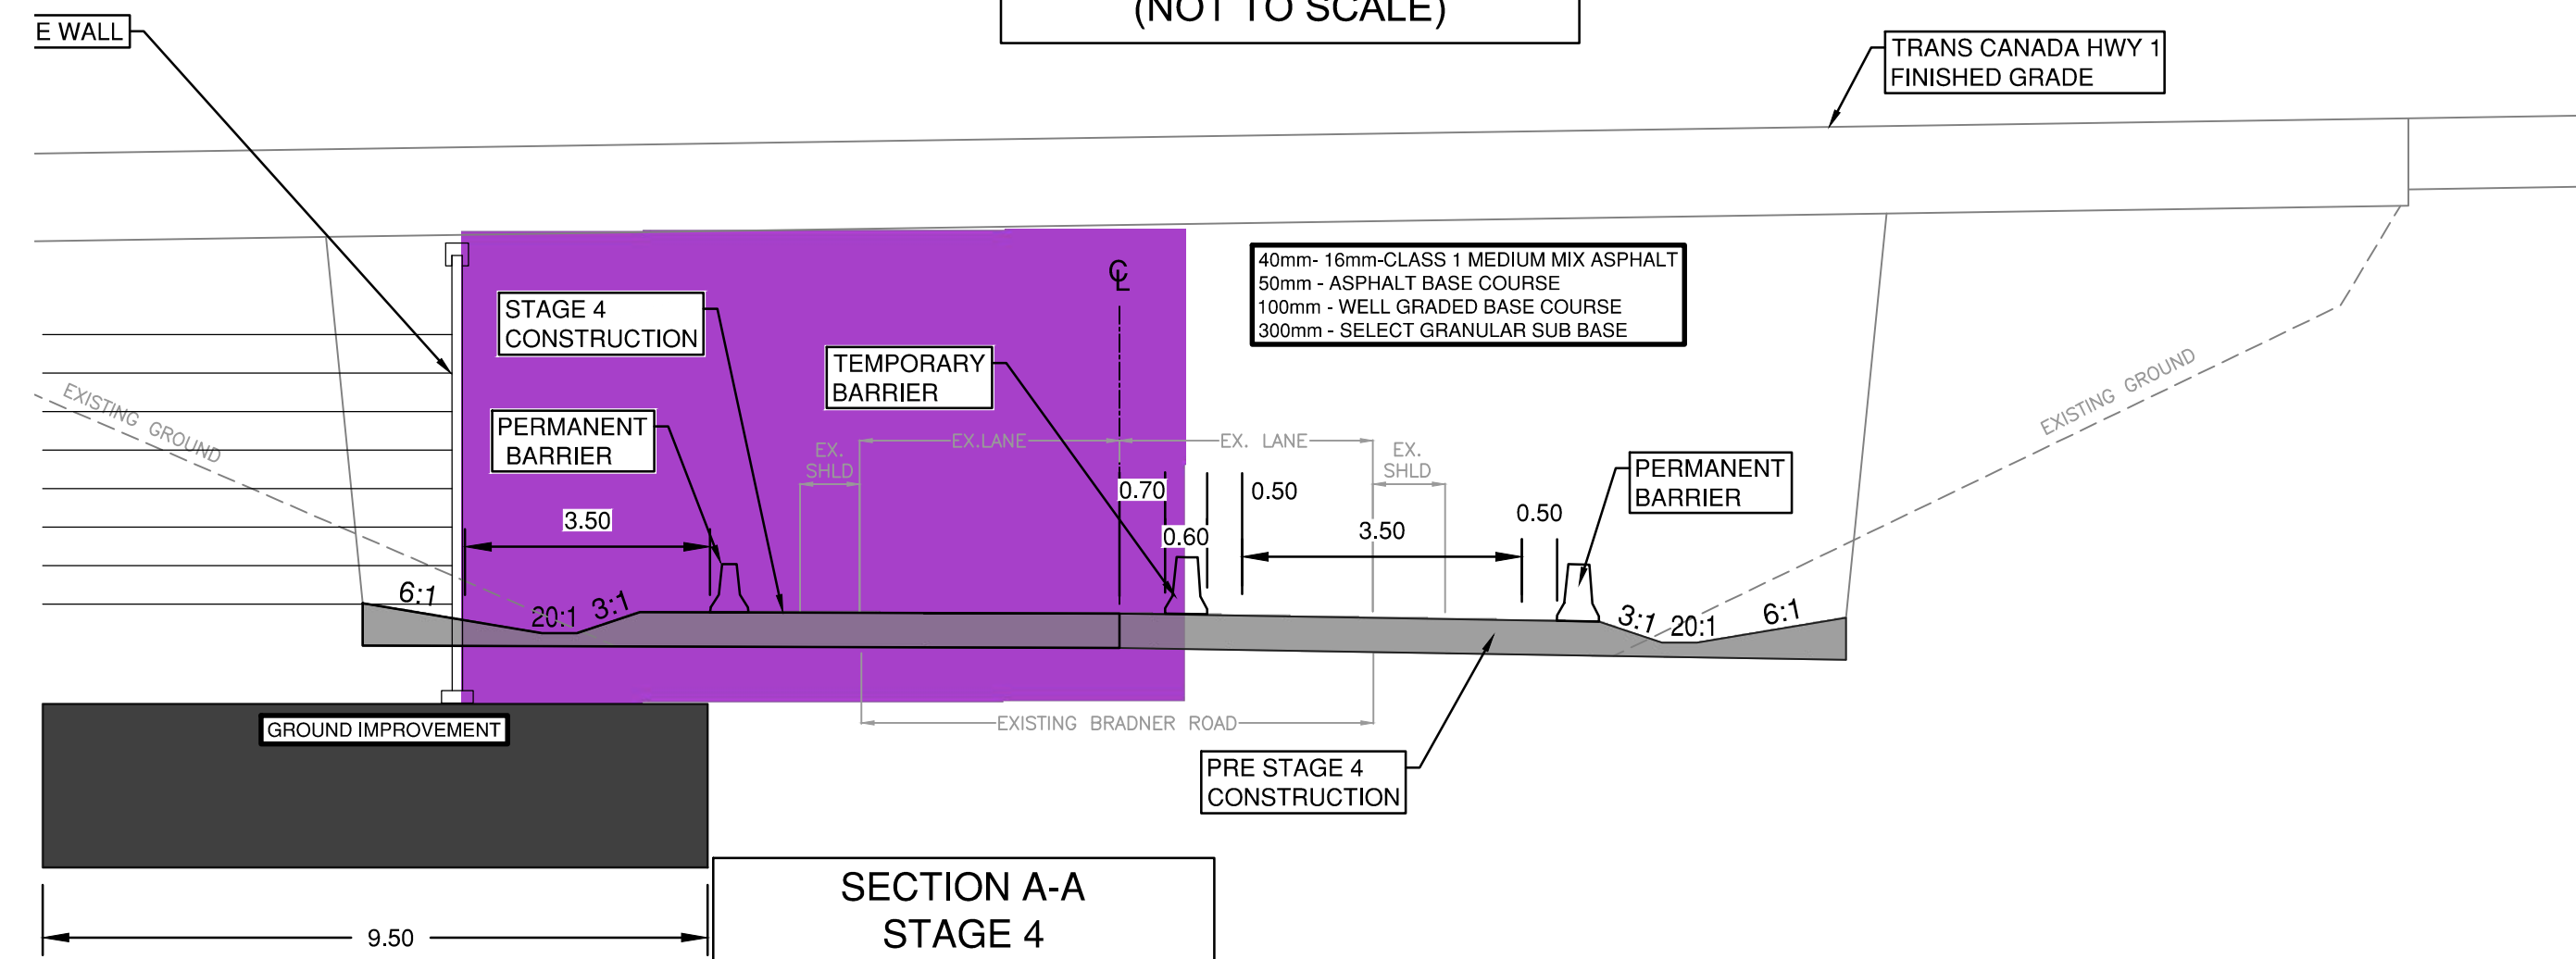 (NOT TO SCALE)
E WALL
TRANS CANADA HWY 1
FINISHED GRADE
℄
40mm- 16mm-CLASS 1 MEDIUM MIX ASPHALT
50mm - ASPHALT BASE COURSE
100mm - WELL GRADED BASE COURSE
300mm - SELECT GRANULAR SUB BASE
STAGE 4
CONSTRUCTION
TEMPORARY
BARRIER
EXISTING GROUND
EXISTING GROUND
PERMANENT
BARRIER
EX.
SHLD
EX.LANE
EX. LANE
EX.
SHLD
PERMANENT
BARRIER
3.50
0.70
0.60
0.50
3.50
0.50
6:1
20:1
3:1
3:1
20:1
6:1
GROUND IMPROVEMENT
EXISTING BRADNER ROAD
PRE STAGE 4
CONSTRUCTION
9.50
SECTION A-A
STAGE 4